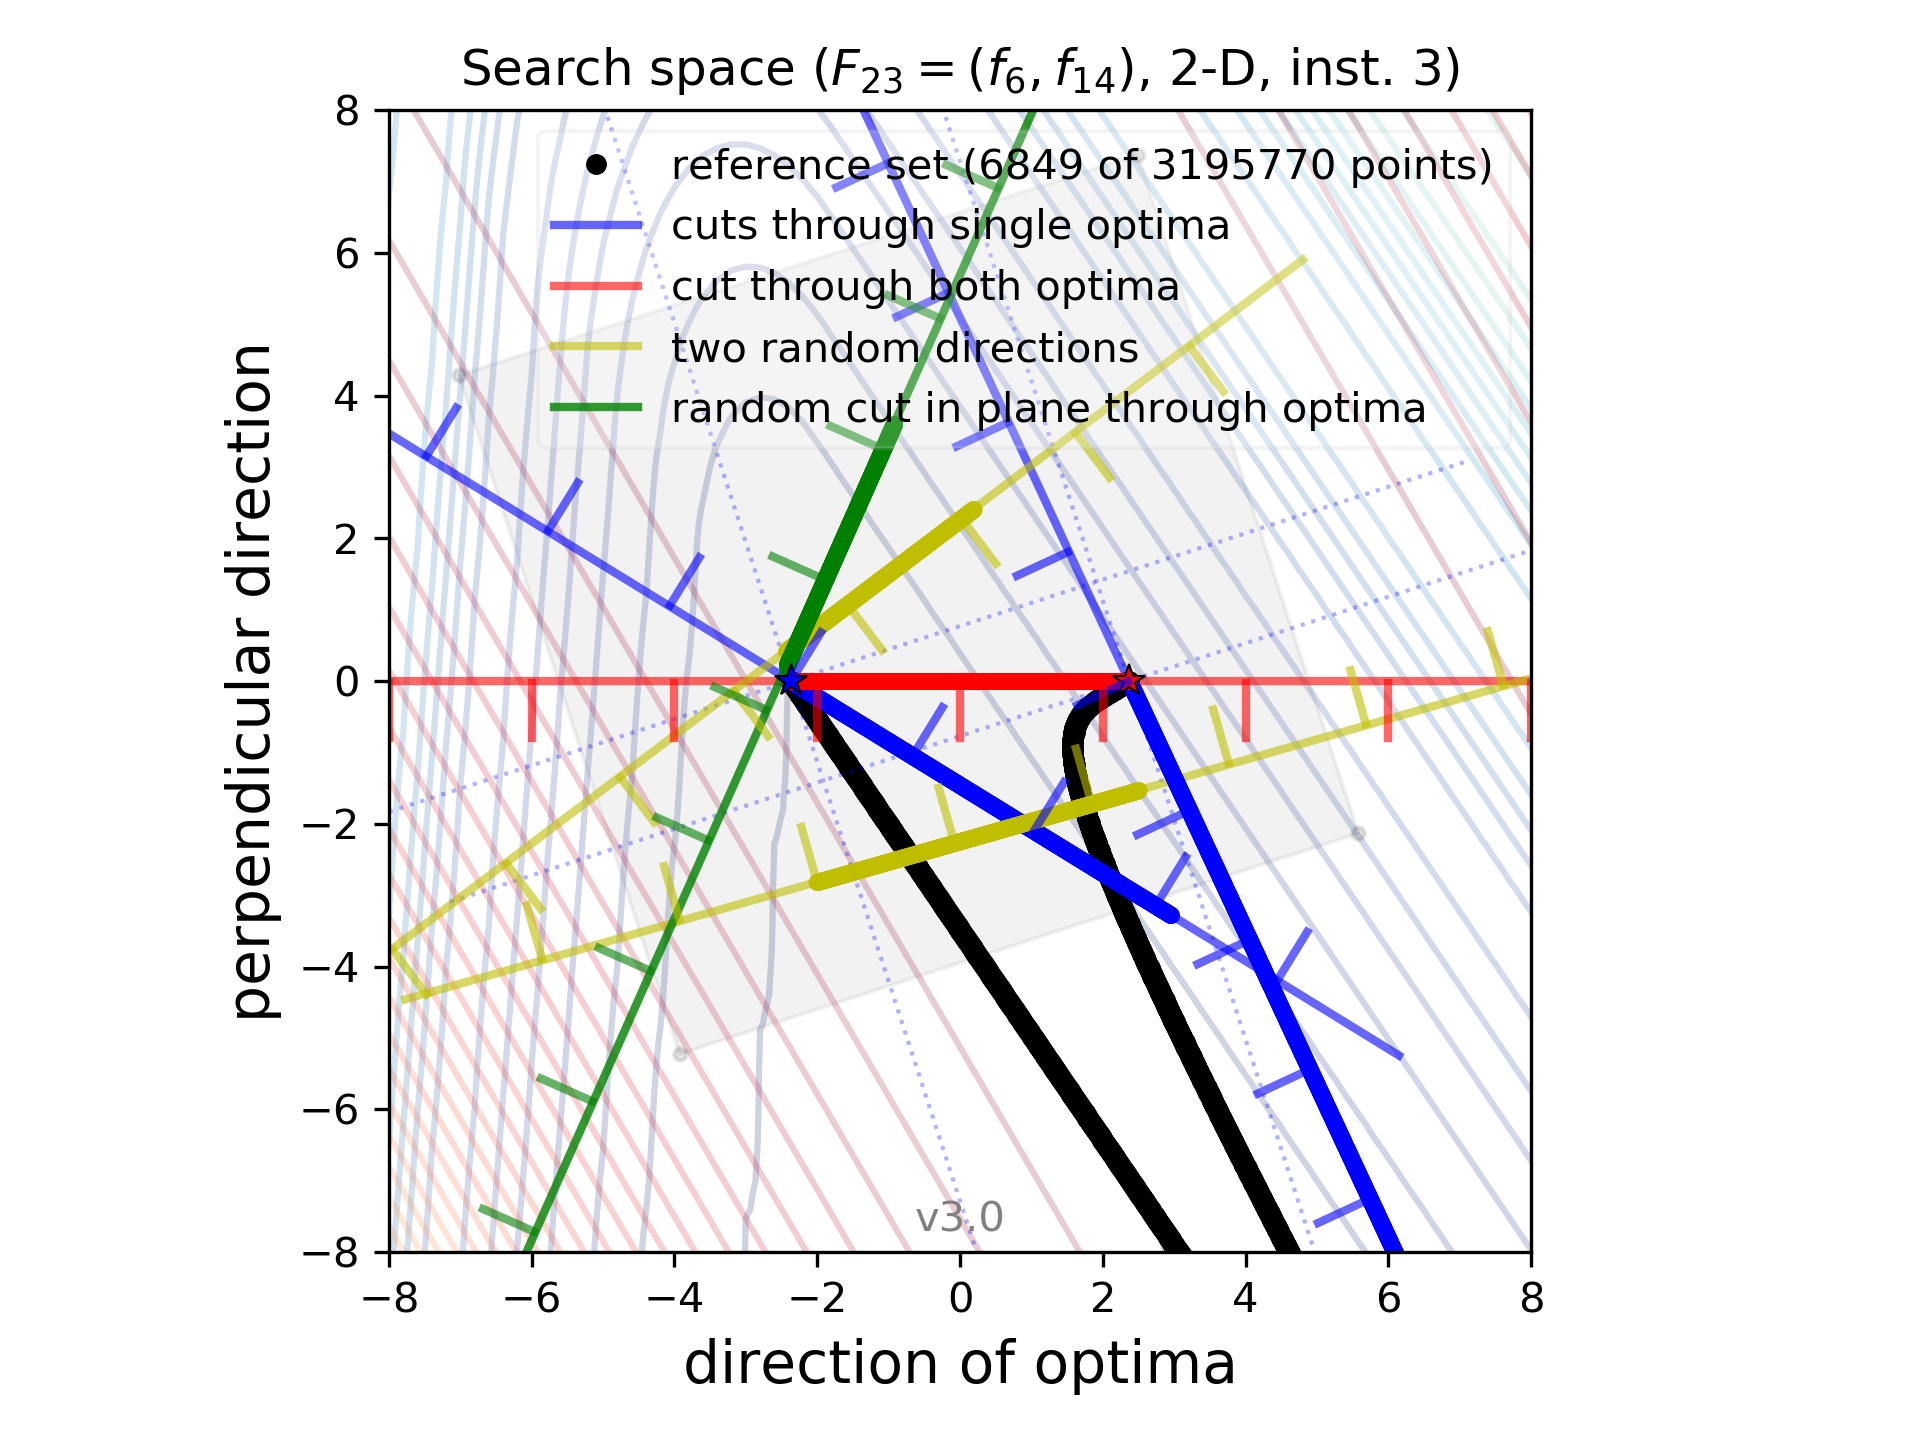 Search space (F₂₃ = (f₆, f₁₄), 2-D, inst. 3)
reference set (6849 of 3195770 points)
cuts through single optima
cut through both optima
two random directions
random cut in plane through optima
8
6
4
2
0
−2
−4
−6
−8
perpendicular direction
v3.0
−8 −6 −4 −2 0 2 4 6 8
direction of optima